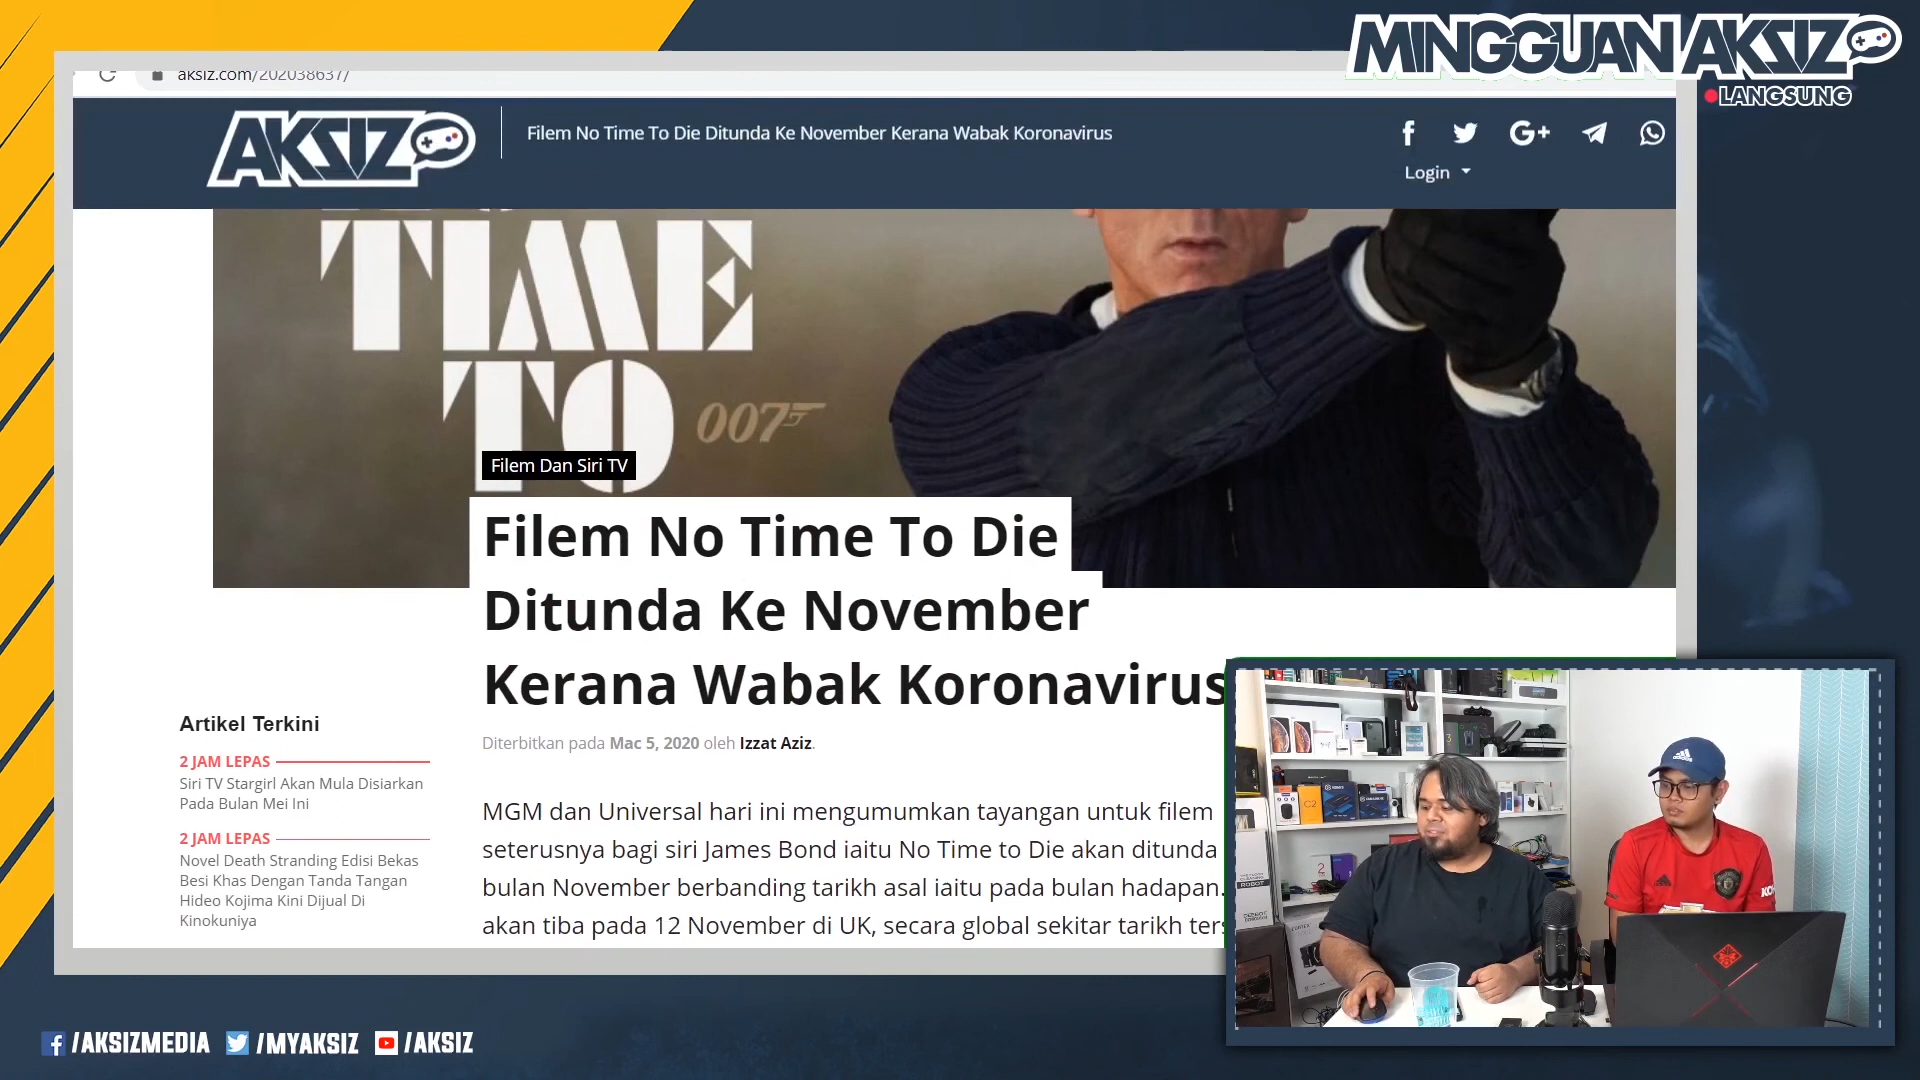 MINGGUAN AKSIZ
LANGSUNG
aksiz.com/202038637/
AKSIZ
Filem No Time To Die Ditunda Ke November Kerana Wabak Koronavirus
G+
Login
TIME
TO
007
Filem Dan Siri TV
Filem No Time To Die
Ditunda Ke November
Kerana Wabak Koronavirus
Diterbitkan pada Mac 5, 2020 oleh Izzat Aziz.
MGM dan Universal hari ini mengumumkan tayangan untuk filem
seterusnya bagi siri James Bond iaitu No Time to Die akan ditunda
bulan November berbanding tarikh asal iaitu pada bulan hadapan.
akan tiba pada 12 November di UK, secara global sekitar tarikh ters
Artikel Terkini
2 JAM LEPAS
Siri TV Stargirl Akan Mula Disiarkan
Pada Bulan Mei Ini
2 JAM LEPAS
Novel Death Stranding Edisi Bekas
Besi Khas Dengan Tanda Tangan
Hideo Kojima Kini Dijual Di
Kinokuniya
ROBOT
adidas
/AKSIZMEDIA
/MYAKSIZ
/AKSIZ